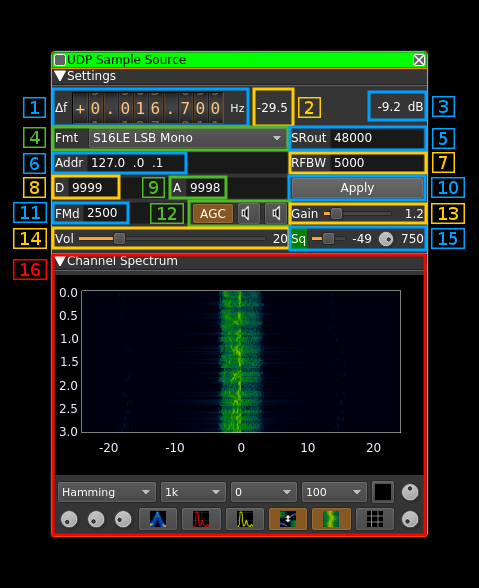 UDP Sample Source
Settings
1 Δf +0.016.700 Hz -29.5 2 -9.2 dB 3
4 Fmt S16LE LSB Mono SRout 48000 5
6 Addr 127.0 .0 .1 RFBW 5000 7
8 D 9999 9 A 9998 Apply 10
11 FMd 2500 12 AGC Gain 1.2 13
14 Vol 20 Sq -49 750 15
16 Channel Spectrum
0.0
0.5
1.0
1.5
2.0
2.5
3.0
-20 -10 0 10 20
Hamming 1k 0 100